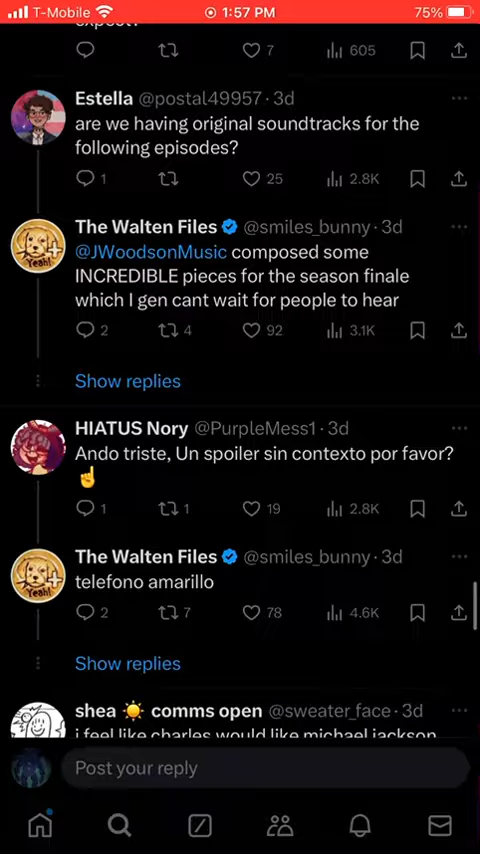 T-Mobile 1:57 PM 75%
expect?
7 605
Estella @postal49957 · 3d
are we having original soundtracks for the
following episodes?
1 25 2.8K
The Walten Files @smiles_bunny · 3d
@JWoodsonMusic composed some
INCREDIBLE pieces for the season finale
which I gen cant wait for people to hear
2 4 92 3.1K
Show replies
HIATUS Nory @PurpleMess1 · 3d
Ando triste, Un spoiler sin contexto por favor?
☝️
1 1 19 2.8K
The Walten Files @smiles_bunny · 3d
telefono amarillo
2 7 78 4.6K
Show replies
shea ☀️ comms open @sweater_face · 3d
i feel like charles would like michael jackson
Post your reply